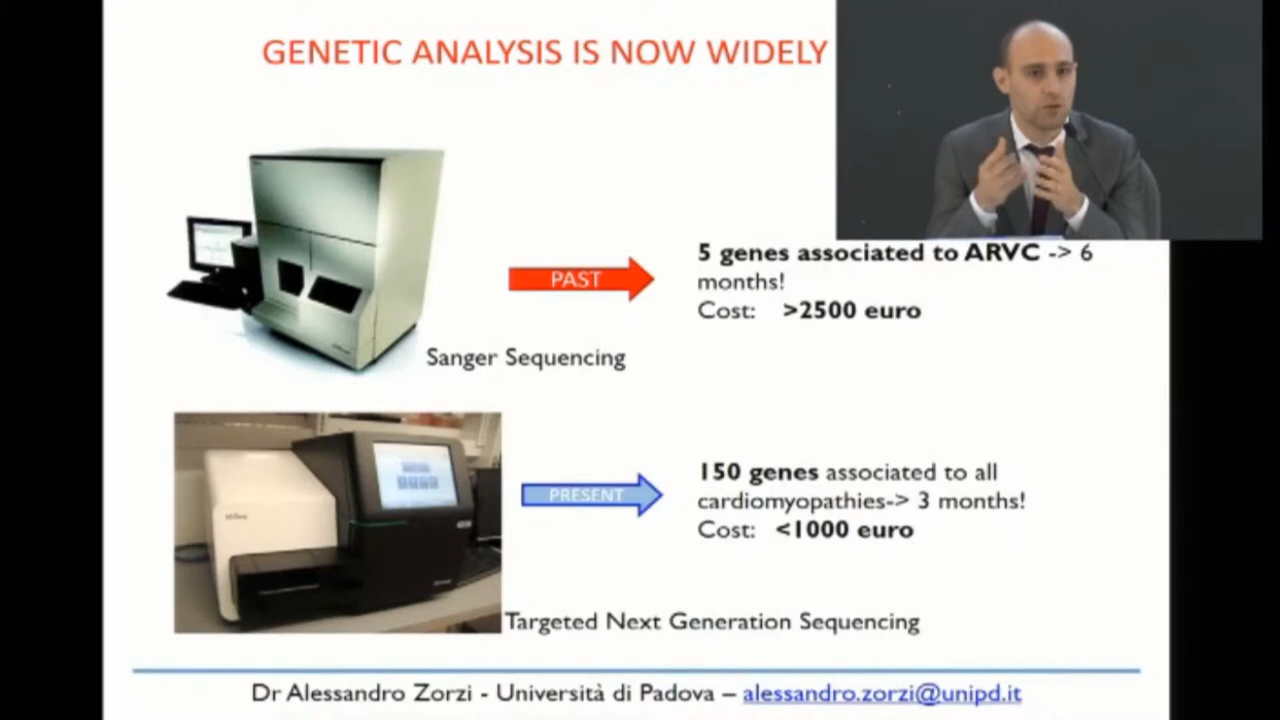 GENETIC ANALYSIS IS NOW WIDELY
5 genes associated to ARVC -> 6
months!
PAST
Cost: >2500 euro
Sanger Sequencing
150 genes associated to all
cardiomyopathies-> 3 months!
PRESENT
Cost: <1000 euro
Targeted Next Generation Sequencing
Dr Alessandro Zorzi - Università di Padova – alessandro.zorzi@unipd.it